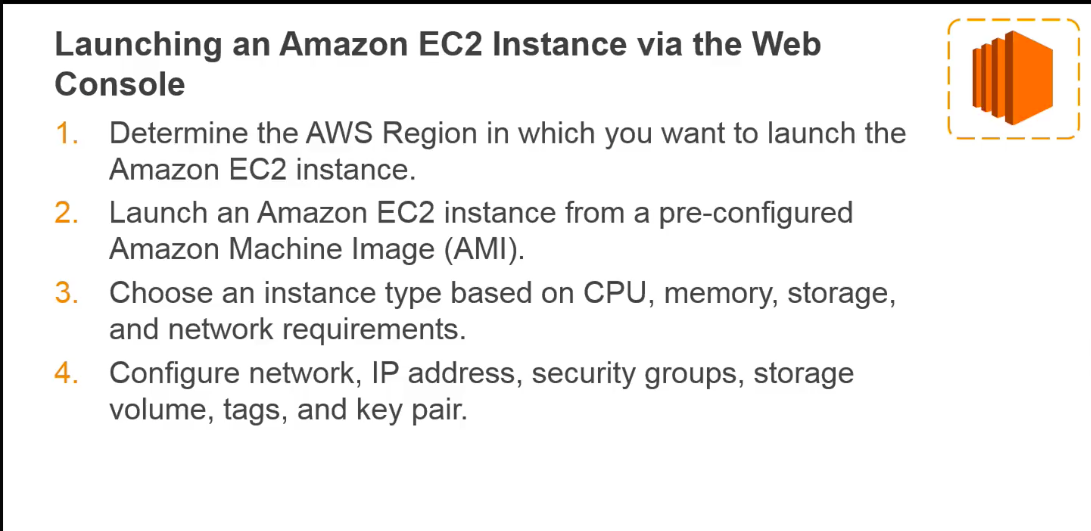 Launching an Amazon EC2 Instance via the Web
Console
1. Determine the AWS Region in which you want to launch the
Amazon EC2 instance.
2. Launch an Amazon EC2 instance from a pre-configured
Amazon Machine Image (AMI).
3. Choose an instance type based on CPU, memory, storage,
and network requirements.
4. Configure network, IP address, security groups, storage
volume, tags, and key pair.